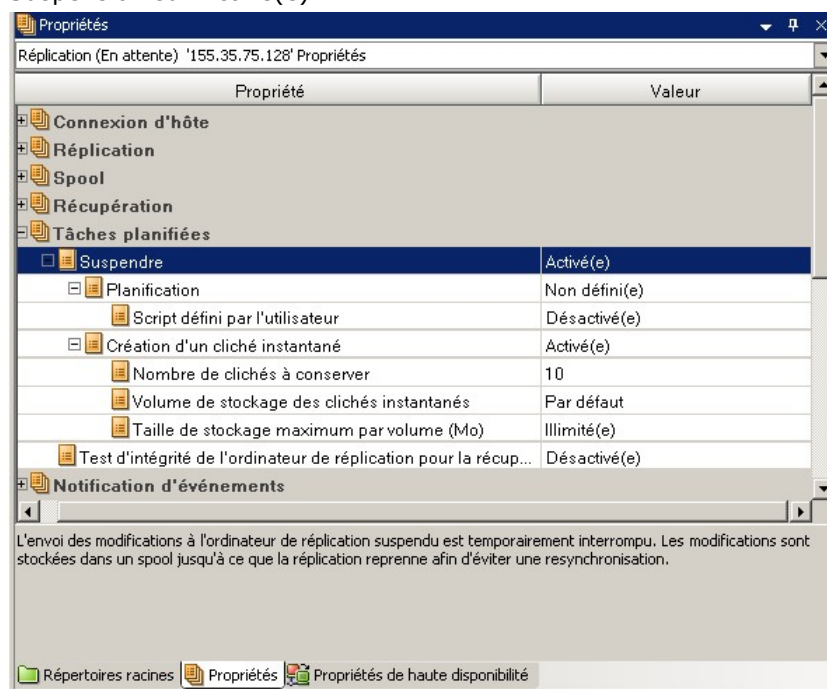 Propriétés
Réplication (En attente) '155.35.75.128' Propriétés
Propriété Valeur
Connexion d'hôte
Réplication
Spool
Récupération
Tâches planifiées
Suspendre Activé(e)
Planification Non défini(e)
Script défini par l'utilisateur Désactivé(e)
Création d'un cliché instantané Activé(e)
Nombre de clichés à conserver 10
Volume de stockage des clichés instantanés Par défaut
Taille de stockage maximum par volume (Mo) Illimité(e)
Test d'intégrité de l'ordinateur de réplication pour la récup... Désactivé(e)
Notification d'événements
L'envoi des modifications à l'ordinateur de réplication suspendu est temporairement interrompu. Les modifications sont
stockées dans un spool jusqu'à ce que la réplication reprenne afin d'éviter une resynchronisation.
Répertoires racines Propriétés Propriétés de haute disponibilité